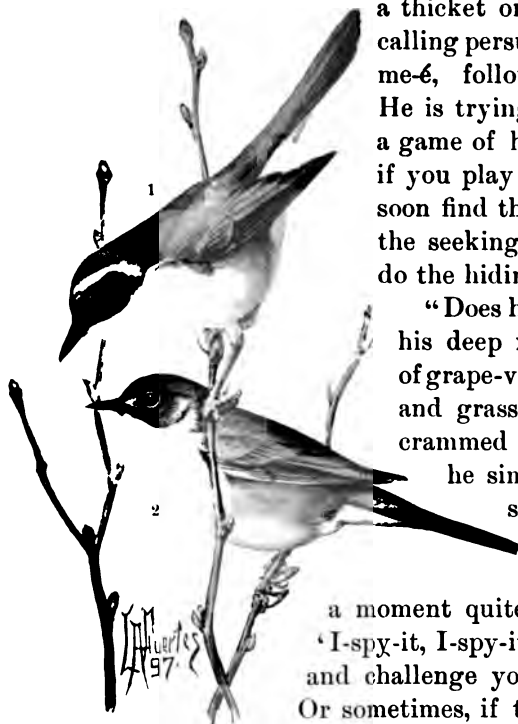 a thicket or
calling persu
me-é, follo
He is trying
a game of h
if you play
soon find th
the seeking
do the hidin
1
"Does h
his deep
of grape-v
and grass
crammed
he sin
2
s
a moment quite
'I-spy-it, I-spy-it
and challenge yo
Or sometimes, if t
LAFuertes
97.